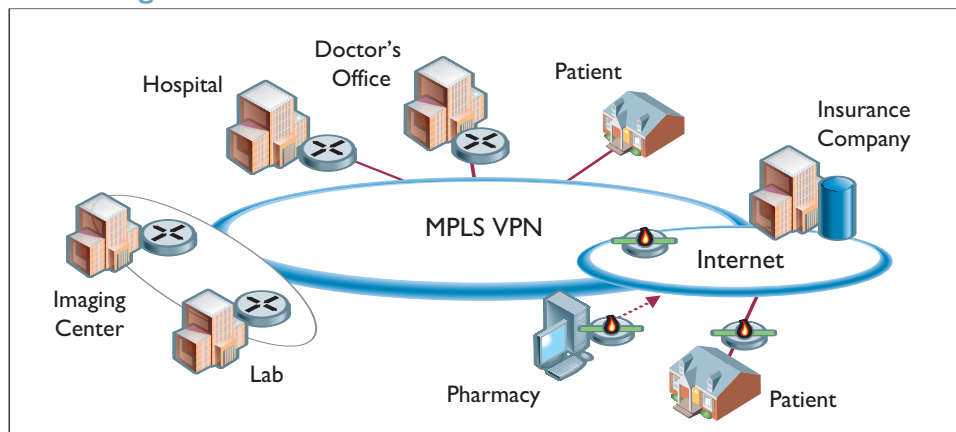 Doctor's
Office
Hospital
Patient
Insurance
Company
MPLS VPN
Internet
Imaging
Center
Lab
Pharmacy
Patient